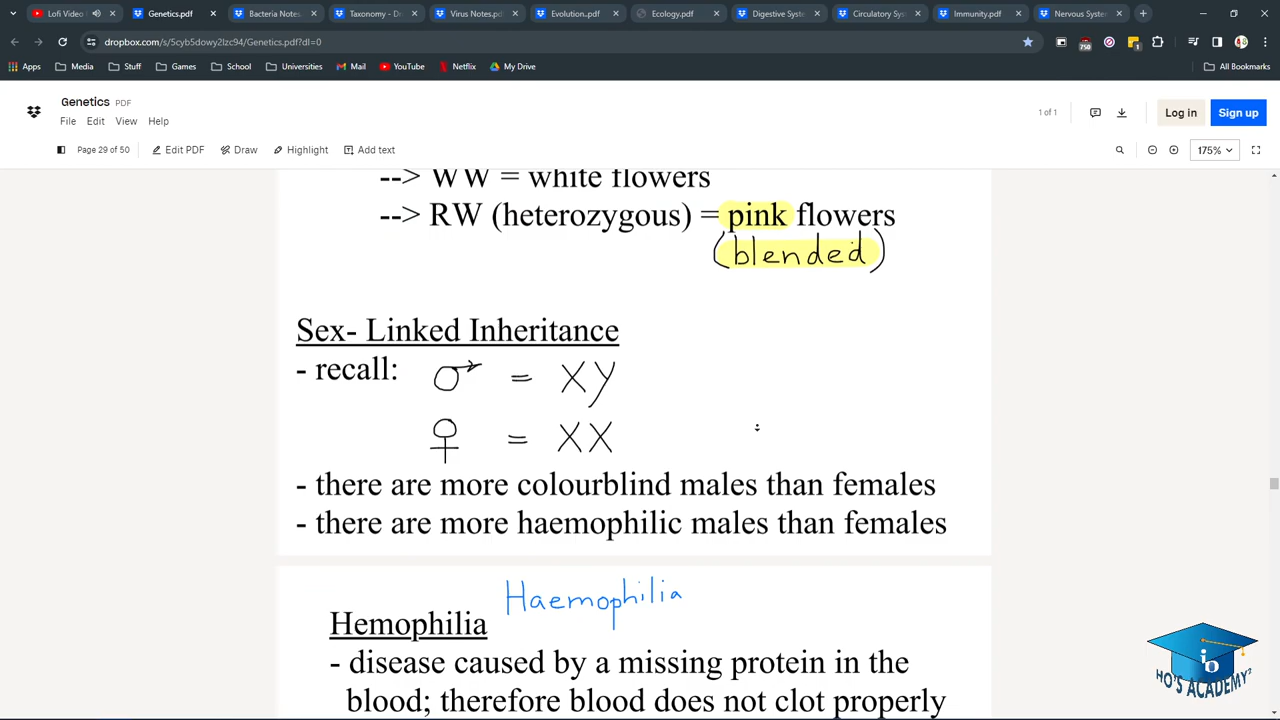 Lofi Video
Genetics.pdf
Bacteria Notes.
Taxonomy - D
Virus Notes.pd
Evolution..pdf
Ecology.pdf
Digestive Syste
Circulatory Sys
Immunity.pdf
Nervous System
dropbox.com/s/5cyb5dowy2lzc94/Genetics.pdf?dl=0
750
Apps
Media
Stuff
Games
School
Universities
Mail
YouTube
Netflix
My Drive
All Bookmarks
Genetics PDF
File Edit View Help
1 of 1
Log in
Sign up
Page 29 of 50
Edit PDF
Draw
Highlight
Add text
175%
--> WW = white flowers
--> RW (heterozygous) = pink flowers
(blended)
Sex- Linked Inheritance
- recall: ♂ = XY
♀ = XX
- there are more colourblind males than females
- there are more haemophilic males than females
Haemophilia
Hemophilia
- disease caused by a missing protein in the
blood; therefore blood does not clot properly
HO'S ACADEMY